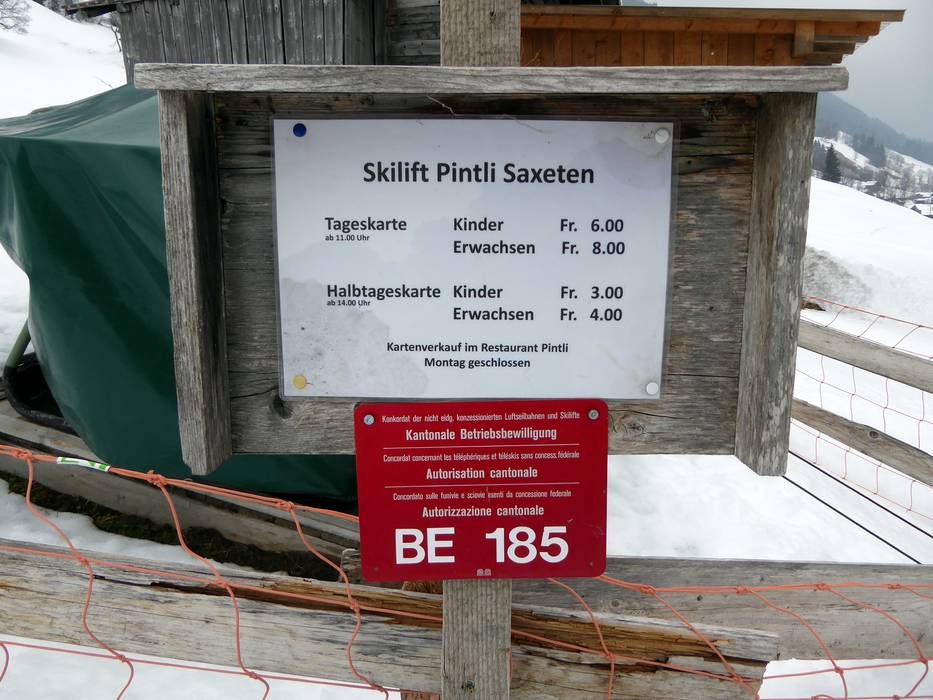 Skilift Pintli Saxeten
Tageskarte Kinder Fr. 6.00
ab 11.00 Uhr
Erwachsen Fr. 8.00
Halbtageskarte Kinder Fr. 3.00
ab 14.00 Uhr
Erwachsen Fr. 4.00
Kartenverkauf im Restaurant Pintli
Montag geschlossen
Konkordat der nicht eidg. konzessionierten Luftseilbahnen und Skilifte
Kantonale Betriebsbewilligung
Concordat concernant les téléphériques et téléskis sans concess. fédérale
Autorisation cantonale
Concordato sulle funivie e sciovie esenti da concessione federale
Autorizzazione cantonale
BE 185